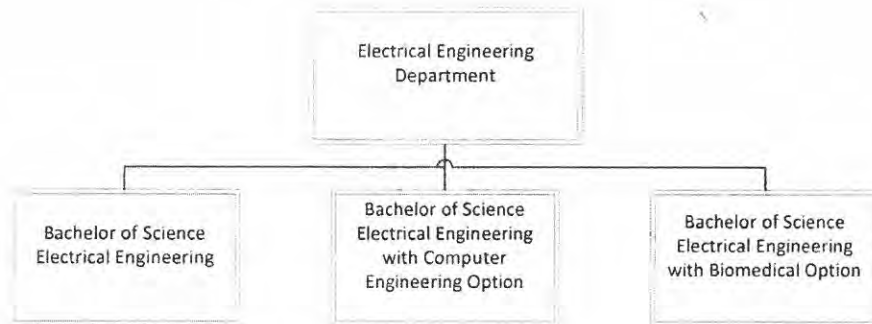 Electrical Engineering
Department
Bachelor of Science
Electrical Engineering
Bachelor of Science
Electrical Engineering
with Computer
Engineering Option
Bachelor of Science
Electrical Engineering
with Biomedical Option